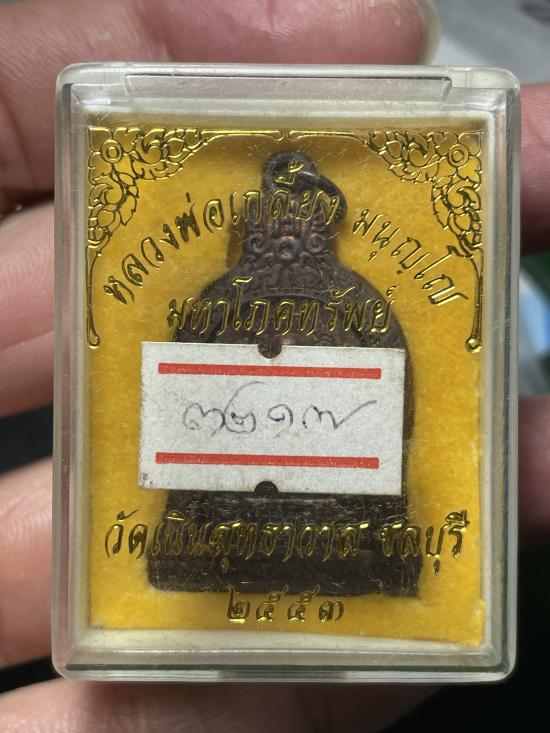 หลวงพ่อเกลี้ยง มนุญฺโญ
มหาโภคทรัพย์
๓๒๑๗
วัดเนินสุทธาวาส ชลบุรี
๒๕๕๓